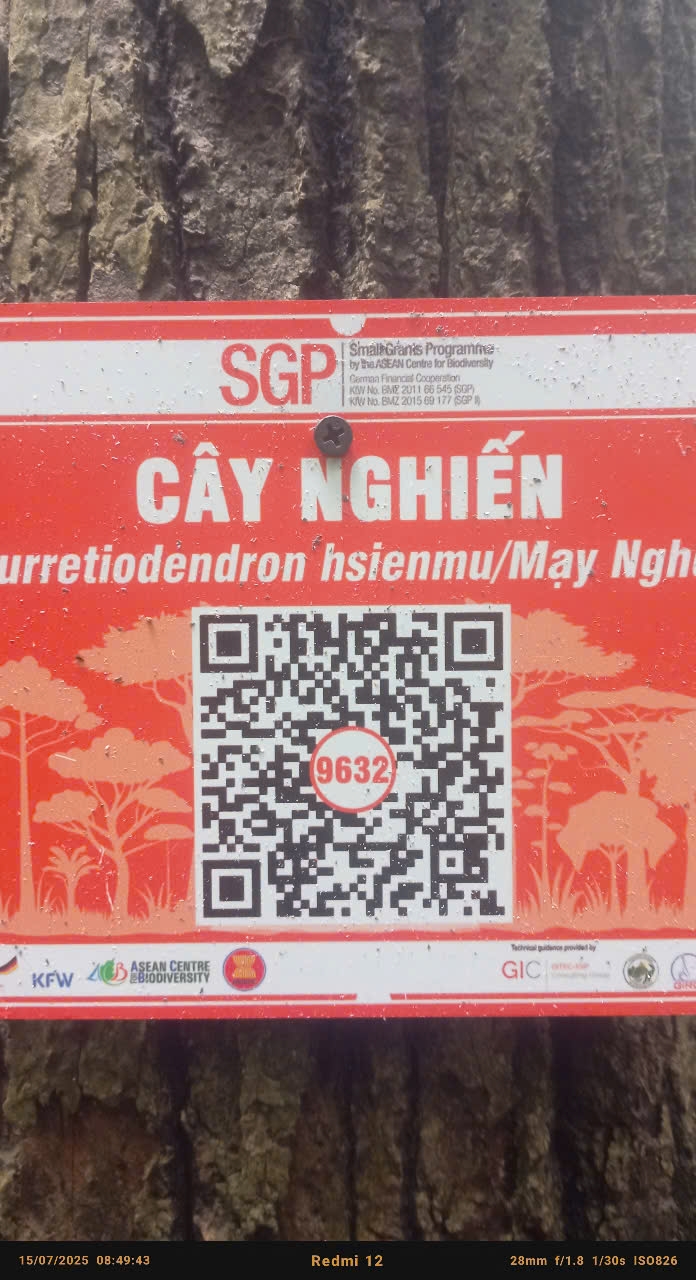 SGP
Small Grants Programme
by the ASEAN Centre for Biodiversity
German Financial Cooperation
KfW No. BMZ 2011 66 545 (SGP)
KfW No. BMZ 2015 69 177 (SGP II)
CÂY NGHIẾN
urretiodendron hsienmu/Mạy Ngh
9632
KFW
ASEAN CENTRE
FOR BIODIVERSITY
Technical guidance provided by
GIC
Consulting Group
15/07/2025 08:49:43
Redmi 12
28mm f/1.8 1/30s ISO826